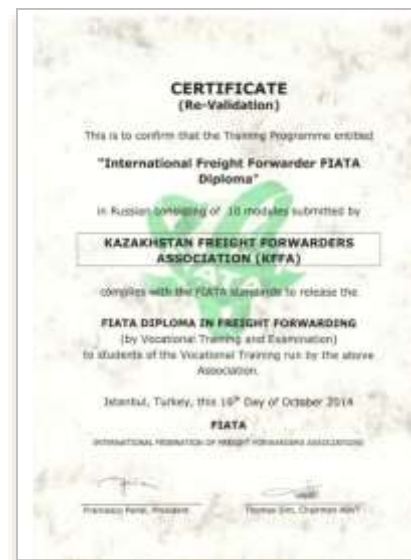 CERTIFICATE
(Re-Validation)
This is to confirm that the Training Programme entitled
"International Freight Forwarder FIATA
Diploma"
in Russian consisting of 10 modules submitted by
KAZAKHSTAN FREIGHT FORWARDERS
ASSOCIATION (KFFA)
complies with the FIATA standards to release the
FIATA DIPLOMA IN FREIGHT FORWARDING
(by Vocational Training and Examination)
to students of the Vocational Training run by the above
Association.
Istanbul, Turkey, this 16th Day of October 2014
FIATA
INTERNATIONAL FEDERATION OF FREIGHT FORWARDERS ASSOCIATIONS
Francesco Parisi, President
Thomas Sim, Chairman ABVT